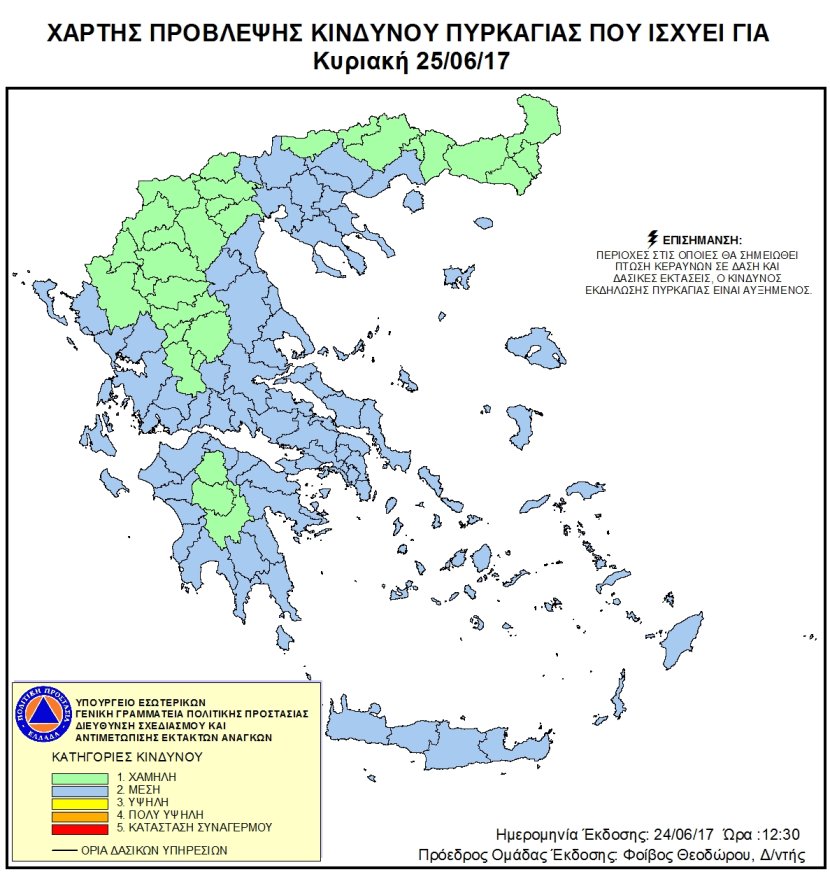 ΧΑΡΤΗΣ ΠΡΟΒΛΕΨΗΣ ΚΙΝΔΥΝΟΥ ΠΥΡΚΑΓΙΑΣ ΠΟΥ ΙΣΧΥΕΙ ΓΙΑ
Κυριακή 25/06/17
ΕΠΙΣΗΜΑΝΣΗ:
ΠΕΡΙΟΧΕΣ ΣΤΙΣ ΟΠΟΙΕΣ ΘΑ ΣΗΜΕΙΩΘΕΙ
ΠΤΩΣΗ ΚΕΡΑΥΝΩΝ ΣΕ ΔΑΣΗ ΚΑΙ
ΔΑΣΙΚΕΣ ΕΚΤΑΣΕΙΣ, Ο ΚΙΝΔΥΝΟΣ
ΕΚΔΗΛΩΣΗΣ ΠΥΡΚΑΓΙΑΣ ΕΙΝΑΙ ΑΥΞΗΜΕΝΟΣ.
ΠΟΛΙΤΙΚΗ ΠΡΟΣΤΑΣΙΑ
ΕΛΛΑΔΑ
ΥΠΟΥΡΓΕΙΟ ΕΣΩΤΕΡΙΚΩΝ
ΓΕΝΙΚΗ ΓΡΑΜΜΑΤΕΙΑ ΠΟΛΙΤΙΚΗΣ ΠΡΟΣΤΑΣΙΑΣ
ΔΙΕΥΘΥΝΣΗ ΣΧΕΔΙΑΣΜΟΥ ΚΑΙ
ΑΝΤΙΜΕΤΩΠΙΣΗΣ ΕΚΤΑΚΤΩΝ ΑΝΑΓΚΩΝ
ΚΑΤΗΓΟΡΙΕΣ ΚΙΝΔΥΝΟΥ
1. ΧΑΜΗΛΗ
2. ΜΕΣΗ
3. ΥΨΗΛΗ
4. ΠΟΛΥ ΥΨΗΛΗ
5. ΚΑΤΑΣΤΑΣΗ ΣΥΝΑΓΕΡΜΟΥ
ΟΡΙΑ ΔΑΣΙΚΩΝ ΥΠΗΡΕΣΙΩΝ
Ημερομηνία Έκδοσης: 24/06/17 Ώρα :12:30
Πρόεδρος Ομάδας Έκδοσης: Φοίβος Θεοδώρου, Δ/ντής